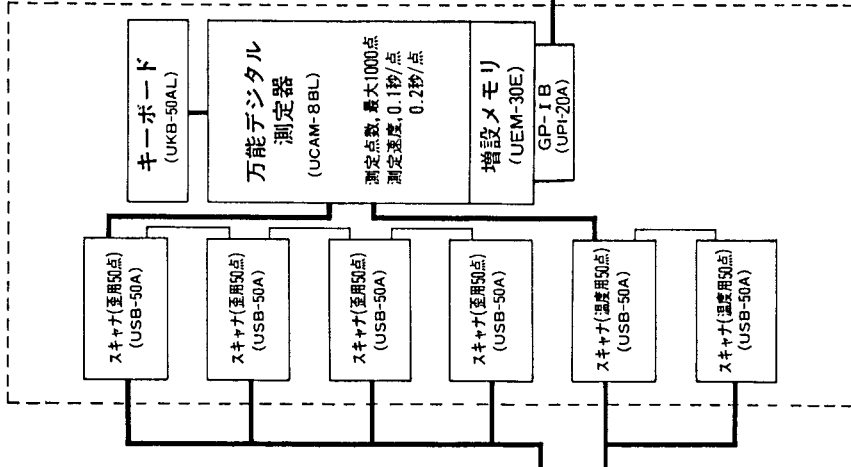 キーボード
(UKB-50AL)
万能デジタル
測定器
(UCAM-8BL)
測定点数,最大1000点
測定速度,0.1秒/点
0.2秒/点
増設メモリ
(UEM-30E)
GP-IB
(UPI-20A)
スキャナ(歪用50点)
(USB-50A)
スキャナ(歪用50点)
(USB-50A)
スキャナ(歪用50点)
(USB-50A)
スキャナ(歪用50点)
(USB-50A)
スキャナ(温度用50点)
(USB-50A)
スキャナ(温度用50点)
(USB-50A)